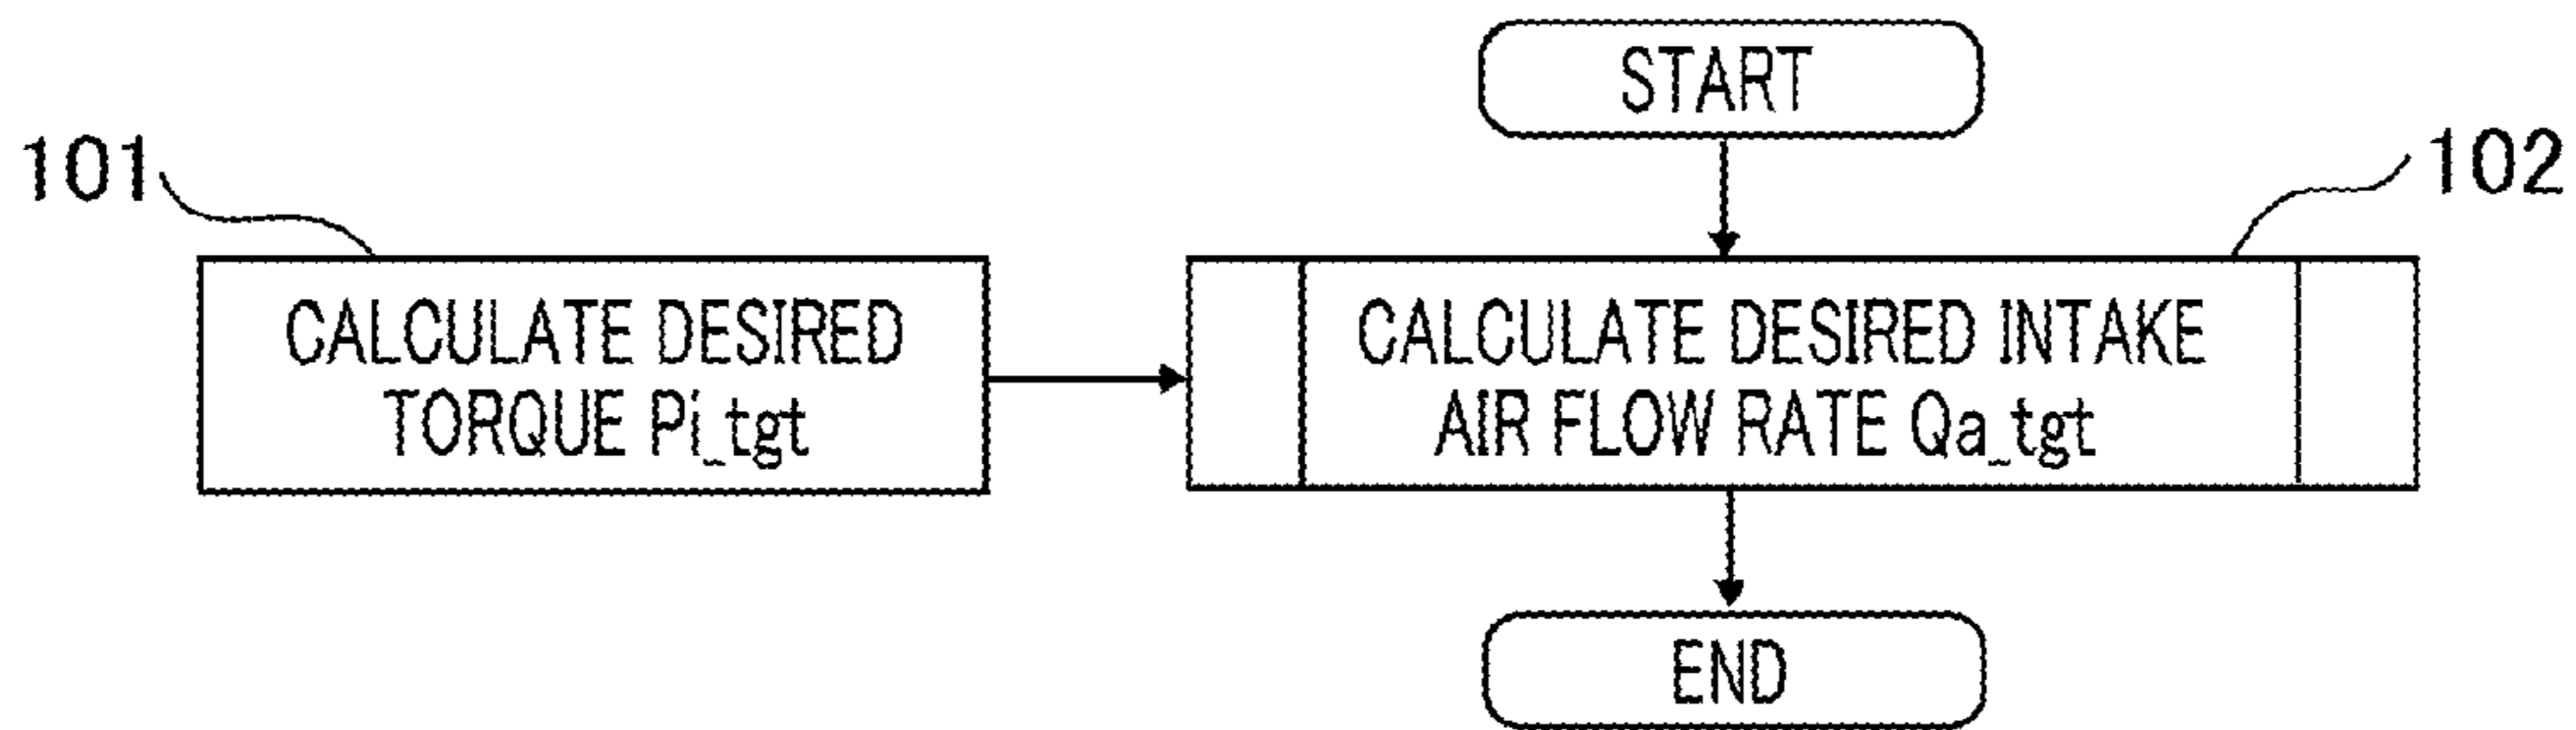 START
101
102
CALCULATE DESIRED
TORQUE Pi_tgt
CALCULATE DESIRED INTAKE
AIR FLOW RATE Qa_tgt
END